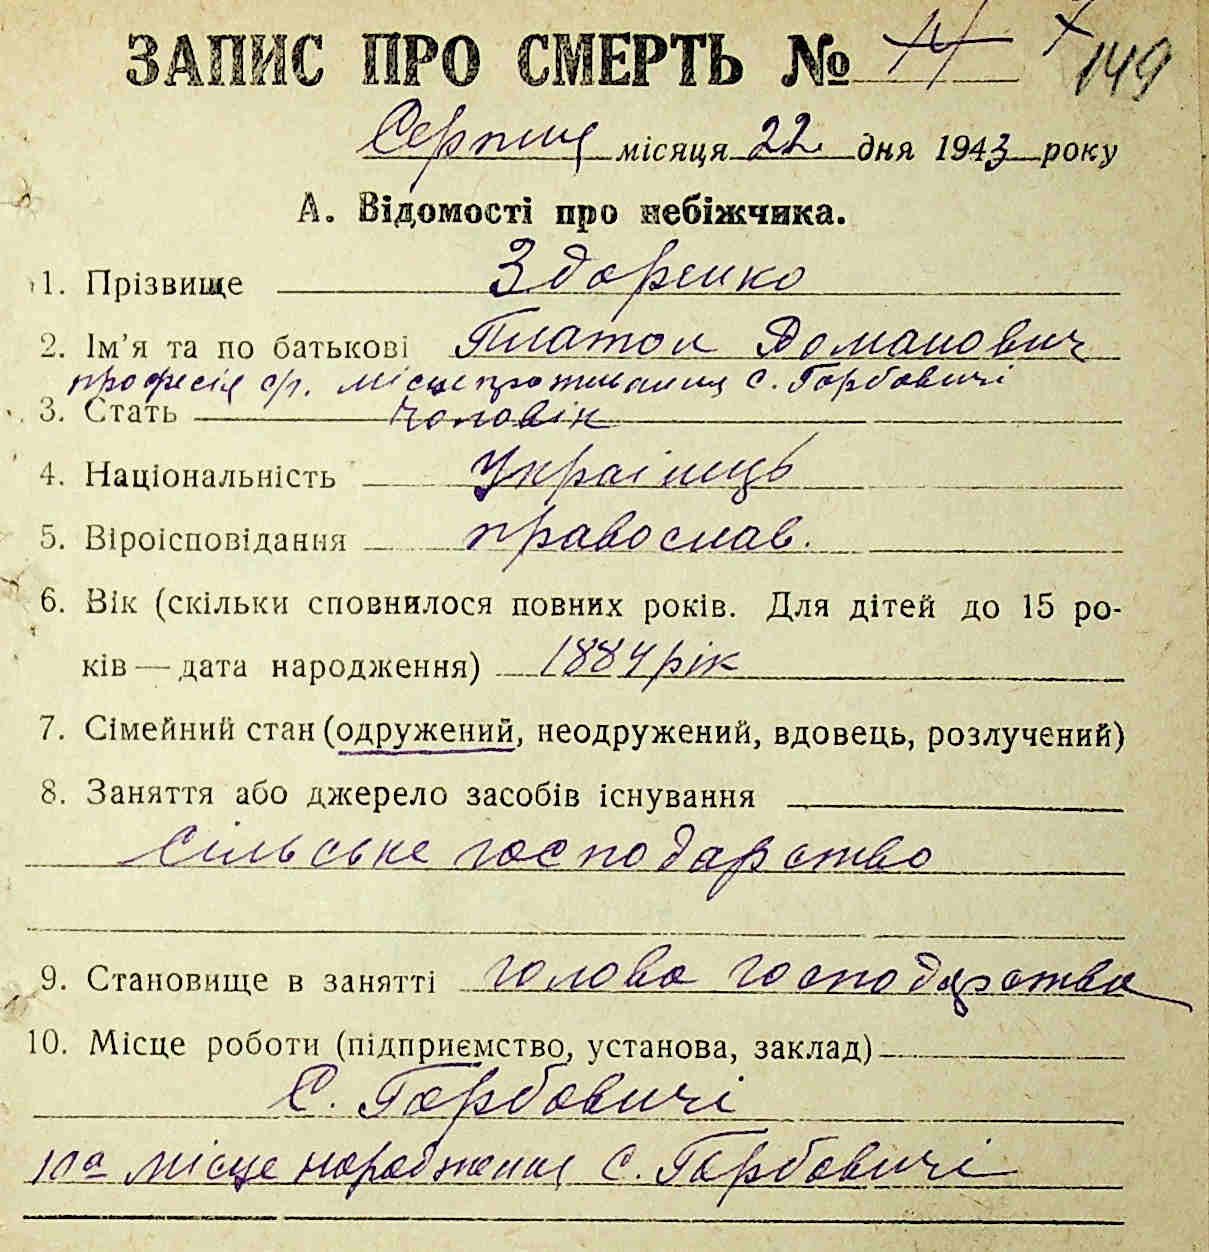 ЗАПИС ПРО СМЕРТЬ № 14 7 149
Серпня місяця 22 дня 1943 року
А. Відомості про небіжчика.
1. Прізвище Здоренко
2. Ім'я та по батькові Платон Доманович
професія с/г. місцепроживання с. Горбовичі
3. Стать чоловік
4. Національність Українець
5. Віроісповідання православ.
6. Вік (скільки сповнилося повних років. Для дітей до 15 ро-
ків — дата народження) 1884 рік
7. Сімейний стан (одружений, неодружений, вдовець, розлучений)
8. Заняття або джерело засобів існування
сільське господарство
9. Становище в занятті голова господарства
10. Місце роботи (підприємство, установа, заклад)
С. Горбовичі
10а місце народження с. Горбовичі